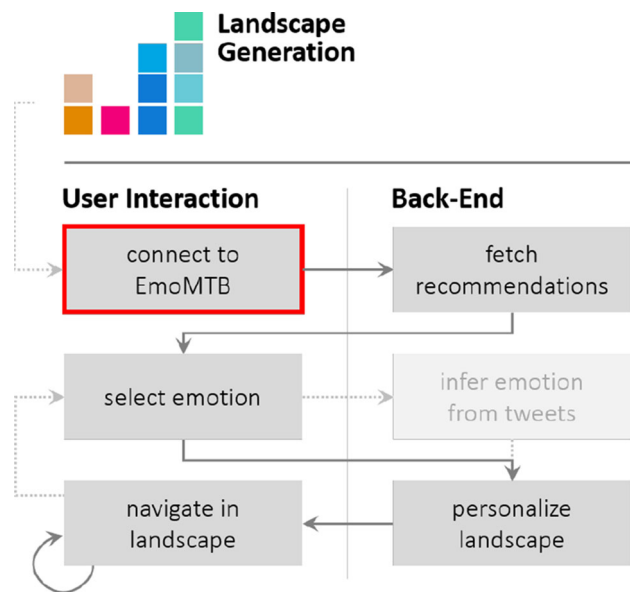 Landscape
Generation
User Interaction
Back-End
connect to
EmoMTB
fetch
recommendations
select emotion
infer emotion
from tweets
navigate in
landscape
personalize
landscape